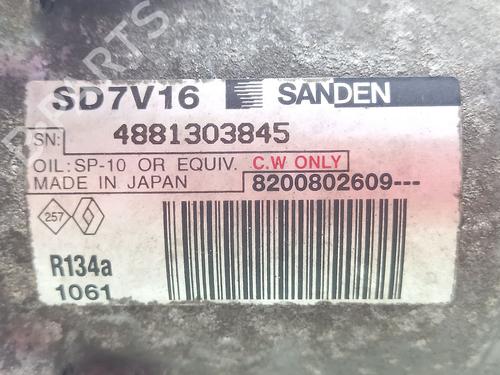 SD7V16 SANDEN
SN: 4881303845
OIL:SP-10 OR EQUIV. C.W ONLY
MADE IN JAPAN 8200802609---
257
R134a
1061